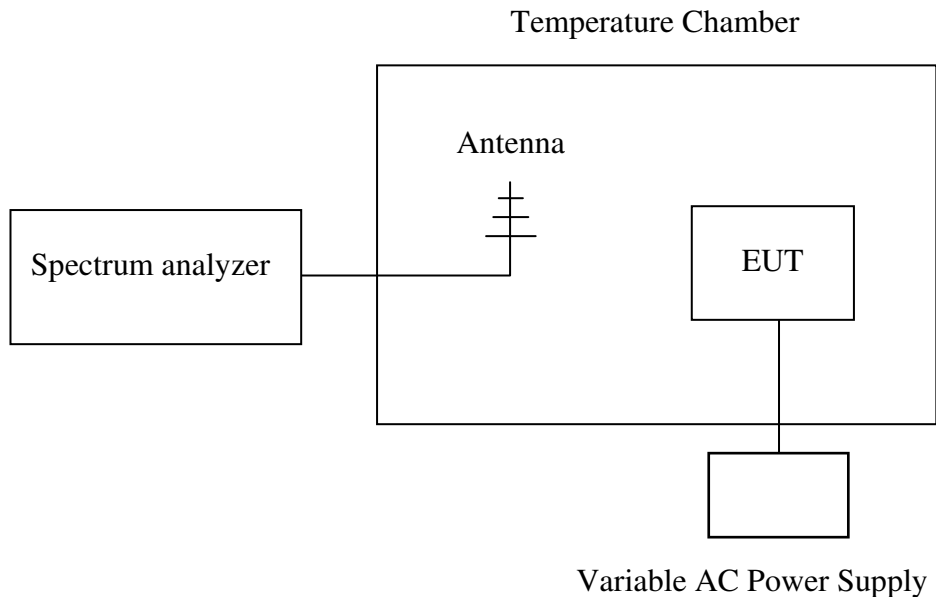 Temperature Chamber
Antenna
Spectrum analyzer
EUT
Variable AC Power Supply